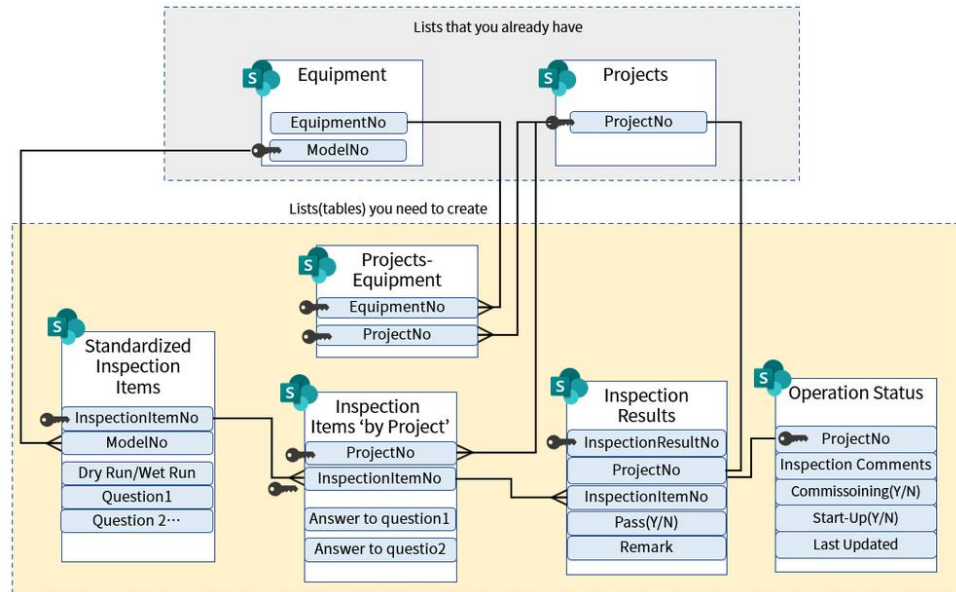 Lists that you already have
S
Equipment
EquipmentNo
ModelNo
S
Projects
ProjectNo
Lists(tables) you need to create
S
Projects-
Equipment
EquipmentNo
ProjectNo
S
Standardized
Inspection
Items
InspectionItemNo
ModelNo
Dry Run/Wet Run
Question1
Question 2…
S
Inspection
Items ‘by Project’
ProjectNo
InspectionItemNo
Answer to question1
Answer to questio2
S
Inspection
Results
InspectionResultNo
ProjectNo
InspectionItemNo
Pass(Y/N)
Remark
S
Operation Status
ProjectNo
Inspection Comments
Commissoining(Y/N)
Start-Up(Y/N)
Last Updated